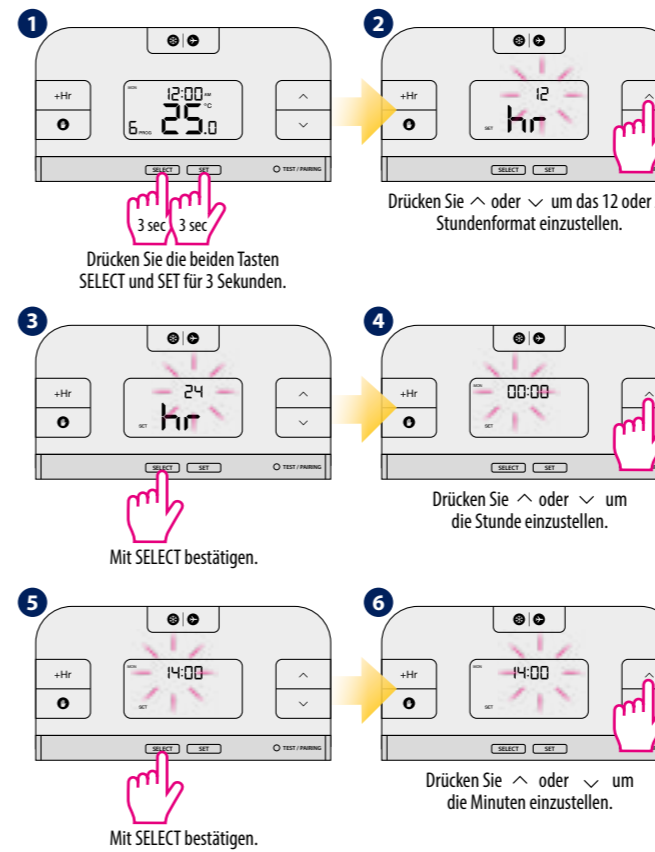 1
+Hr
MON
12:00 AM
25.0 °C
6 PROG
SELECT SET
TEST / PAIRING
3 sec 3 sec
Drücken Sie die beiden Tasten
SELECT und SET für 3 Sekunden.
2
+Hr
12
hr
SET
SELECT SET
Drücken Sie oder um das 12 oder
Stundenformat einzustellen.
3
+Hr
24
hr
SET
SELECT SET
TEST / PAIRING
Mit SELECT bestätigen.
4
+Hr
MON
00:00
SET
SELECT SET
Drücken Sie oder um
die Stunde einzustellen.
5
+Hr
MON
14:00
SET
SELECT SET
TEST / PAIRING
Mit SELECT bestätigen.
6
+Hr
MON
14:00
SET
SELECT SET
Drücken Sie oder um
die Minuten einzustellen.